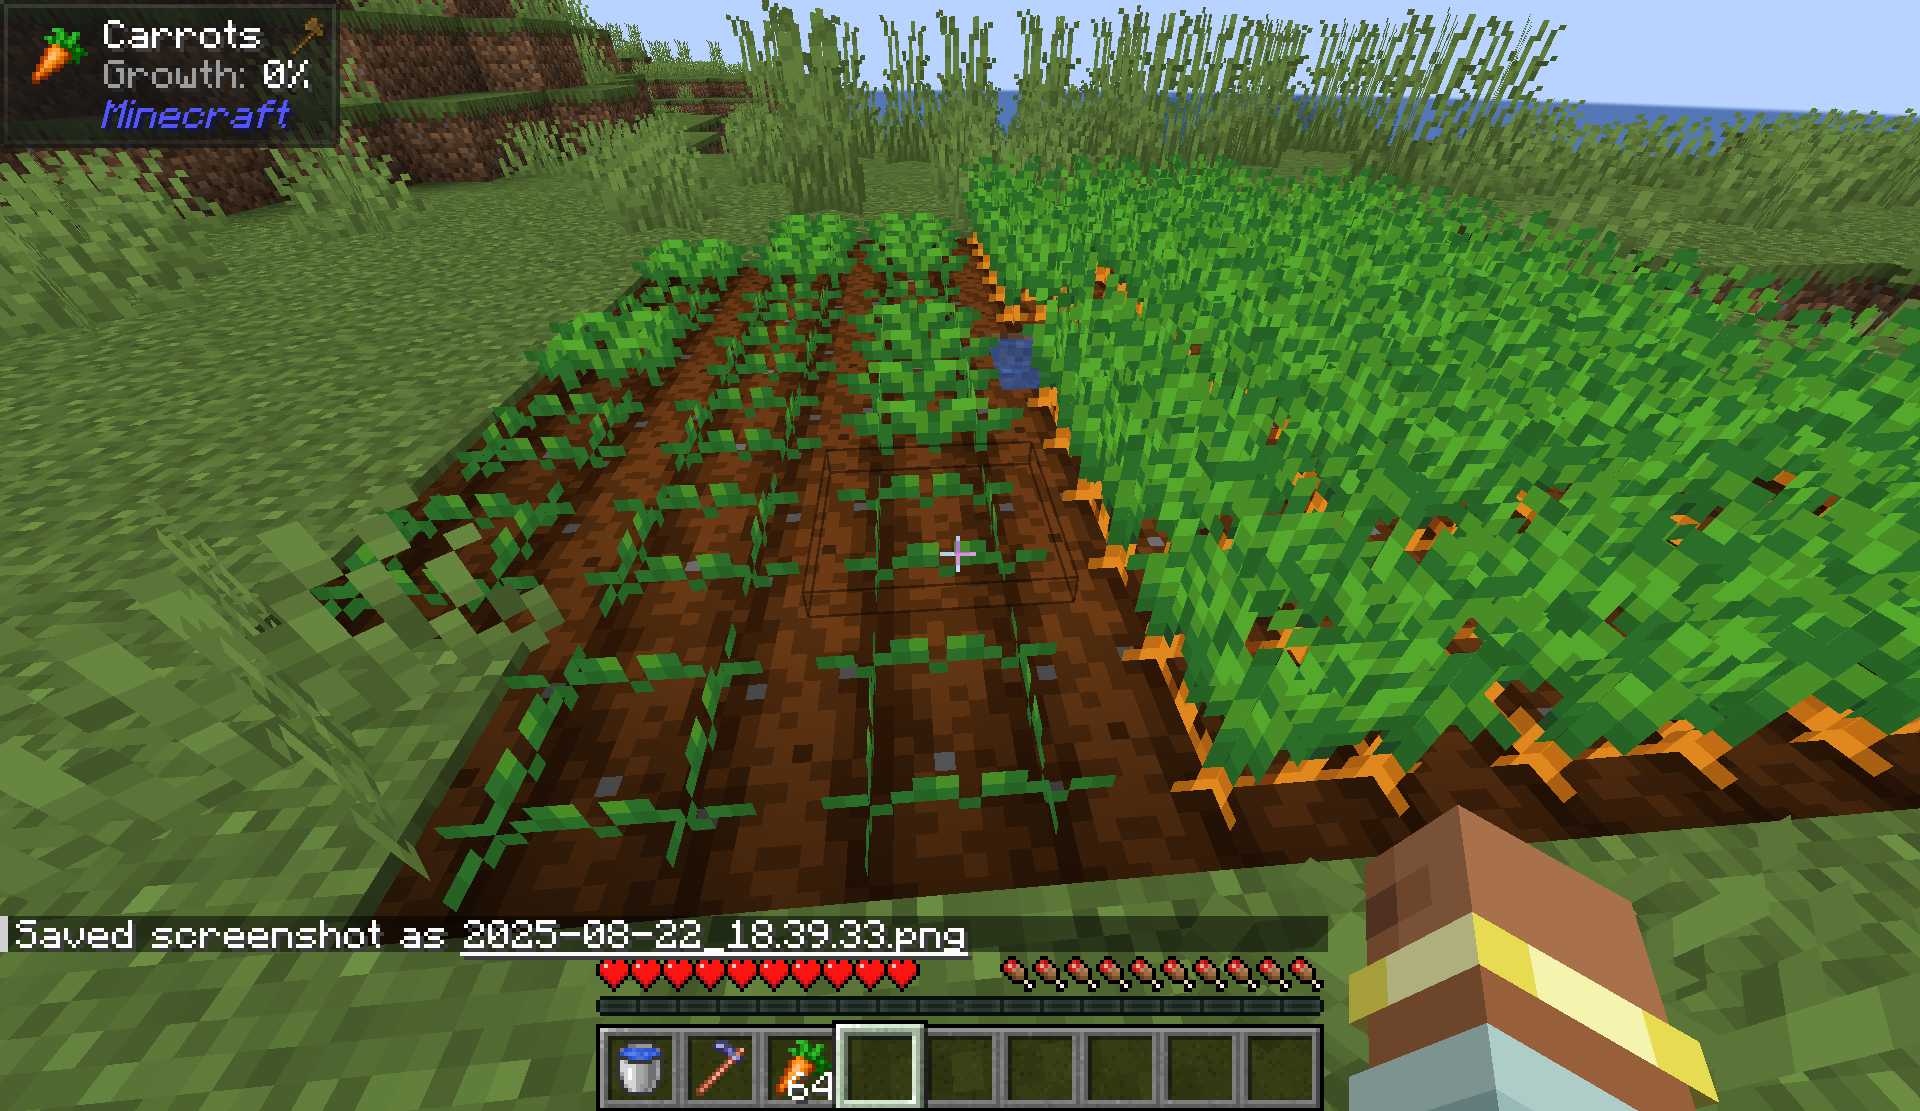 Carrots
Growth: 0%
Minecraft
Saved screenshot as 2025-08-22_18.39.33.png
64